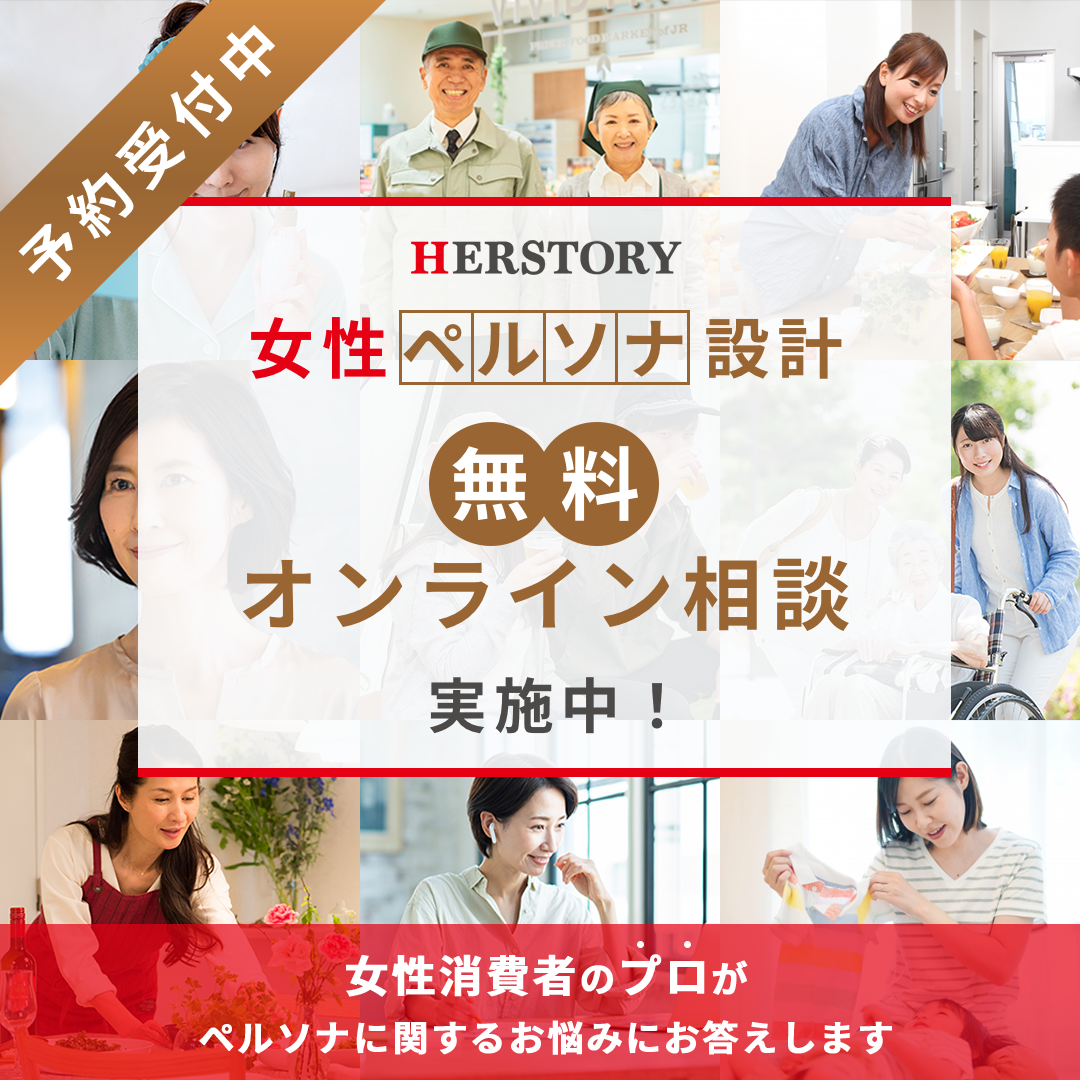 予約受付中
HERSTORY
女性ペルソナ設計
無料
オンライン相談
実施中！
女性消費者のプロが
ペルソナに関するお悩みにお答えします